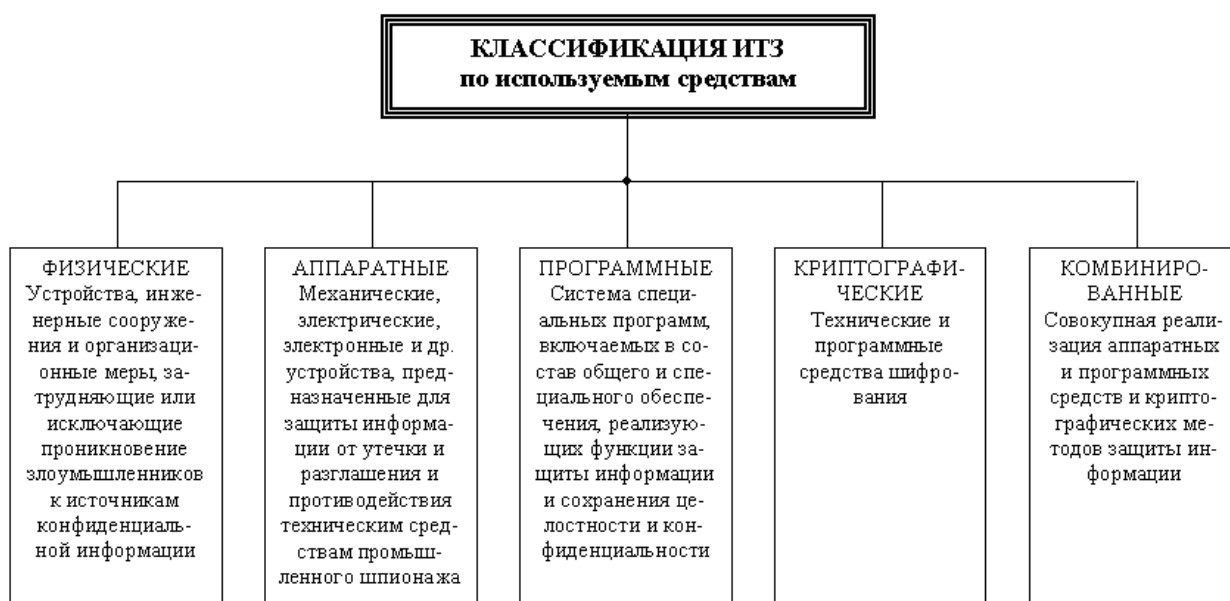 КЛАССИФИКАЦИЯ ИТЗ
по используемым средствам
ФИЗИЧЕСКИЕ
Устройства, инже-
нерные сооруже-
ния и организаци-
онные меры, за-
трудняющие или
исключающие
проникновение
злоумышленников
к источникам
конфиденциаль-
ной информации
АППАРАТНЫЕ
Механические,
электрические,
электронные и др.
устройства, пред-
назначенные для
защиты информа-
ции от утечки и
разглашения и
противодействия
техническим сред-
ствам промыш-
ленного шпионажа
ПРОГРАММНЫЕ
Система специ-
альных программ,
включаемых в со-
став общего и спе-
циального обеспе-
чения, реализую-
щих функции за-
щиты информации
и сохранения це-
лостности и кон-
фиденциальности
КРИПТОГРАФИ-
ЧЕСКИЕ
Технические и
программные
средства шифро-
вания
КОМБИНИРО-
ВАННЫЕ
Совокупная реали-
зация аппаратных
и программных
средств и крипто-
графических ме-
тодов защиты ин-
формации